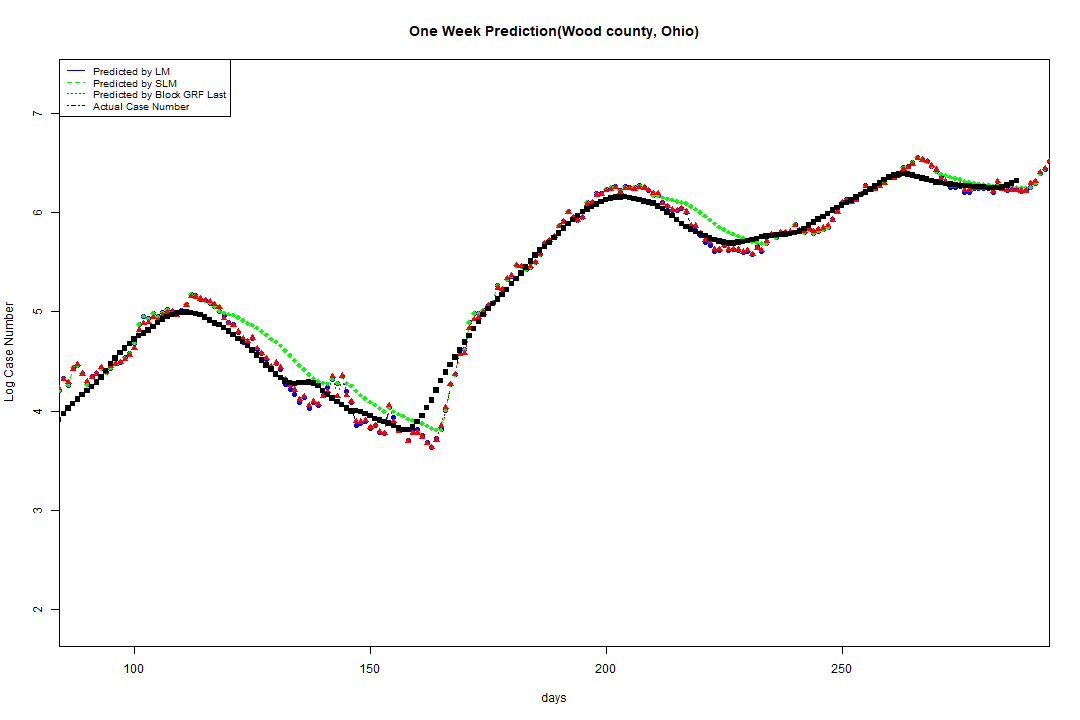 One Week Prediction(Wood county, Ohio)
Predicted by LM
Predicted by SLM
Predicted by Block GRF Last
Actual Case Number
7
6
5
4
3
2
Log Case Number
100 150 200 250
days